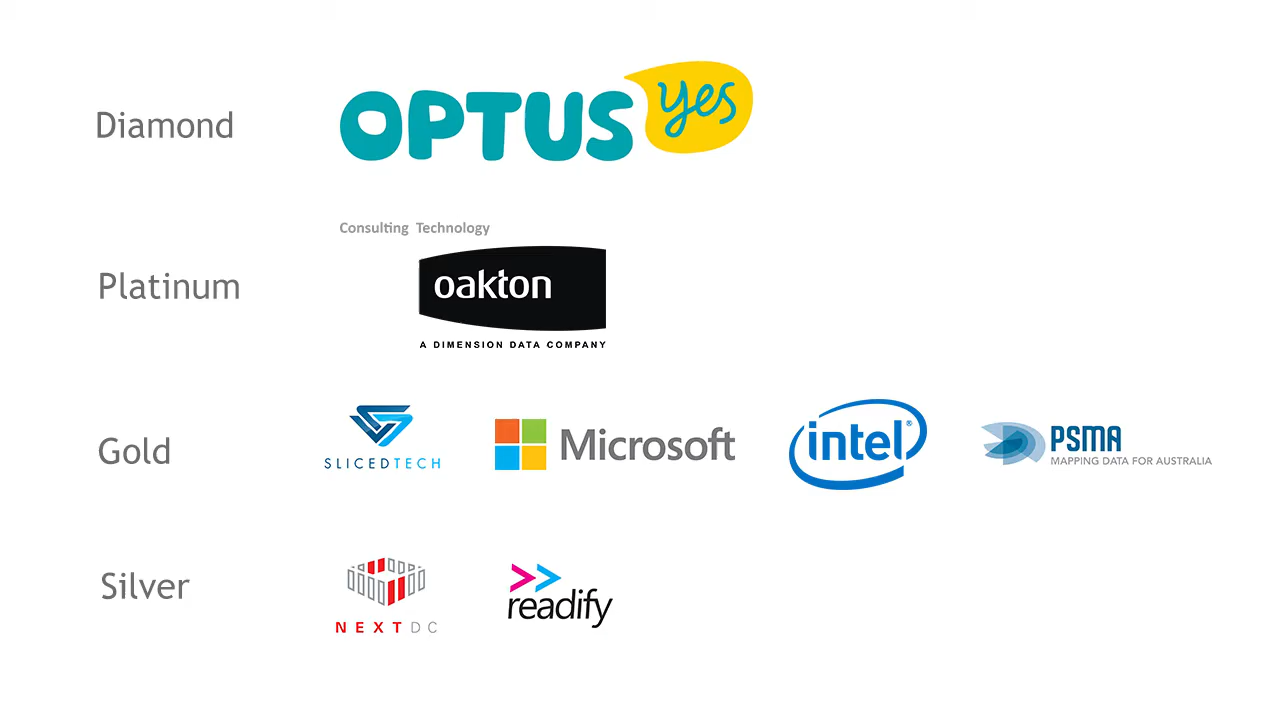 Diamond
OPTUS yes
Consulting Technology
Platinum
oakton
A DIMENSION DATA COMPANY
Gold
SLICEDTECH
Microsoft
intel®
PSMA
MAPPING DATA FOR AUSTRALIA
Silver
NEXTDC
readify